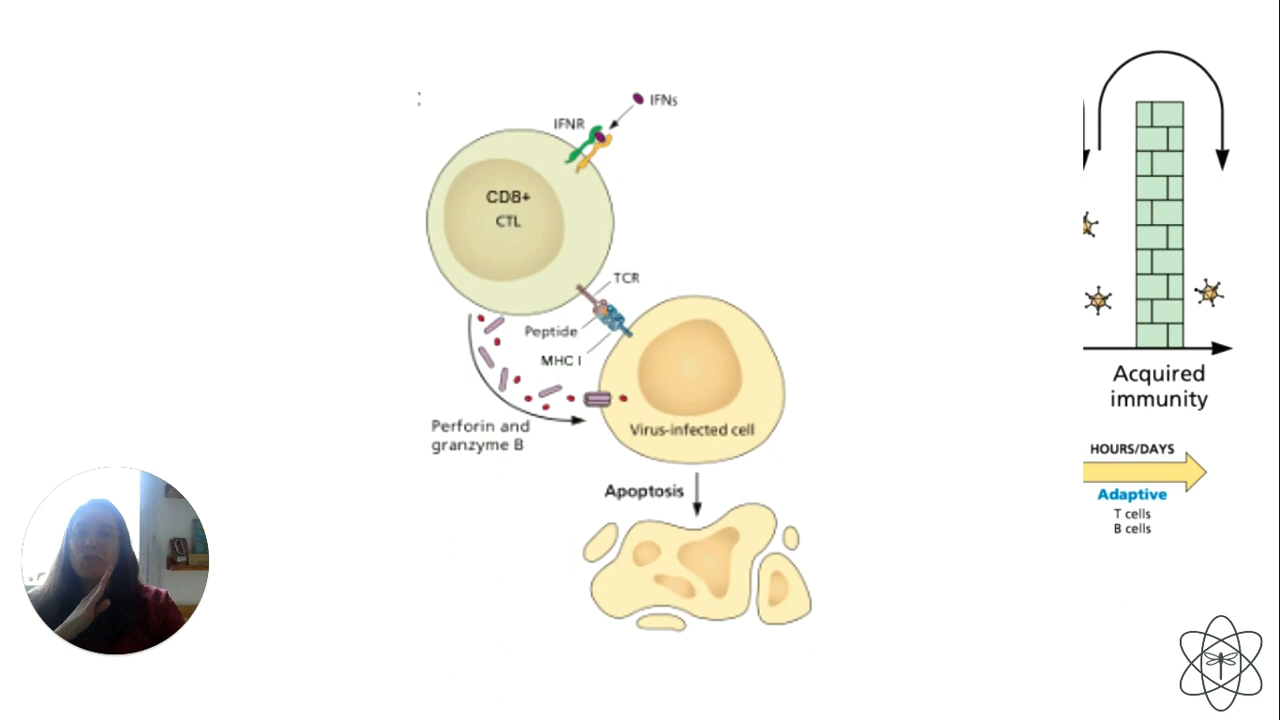 :
IFNs
IFNR
CD8+
CTL
TCR
Peptide
MHC I
Perforin and
granzyme B
Virus-infected cell
Apoptosis
Acquired
immunity
HOURS/DAYS
Adaptive
T cells
B cells